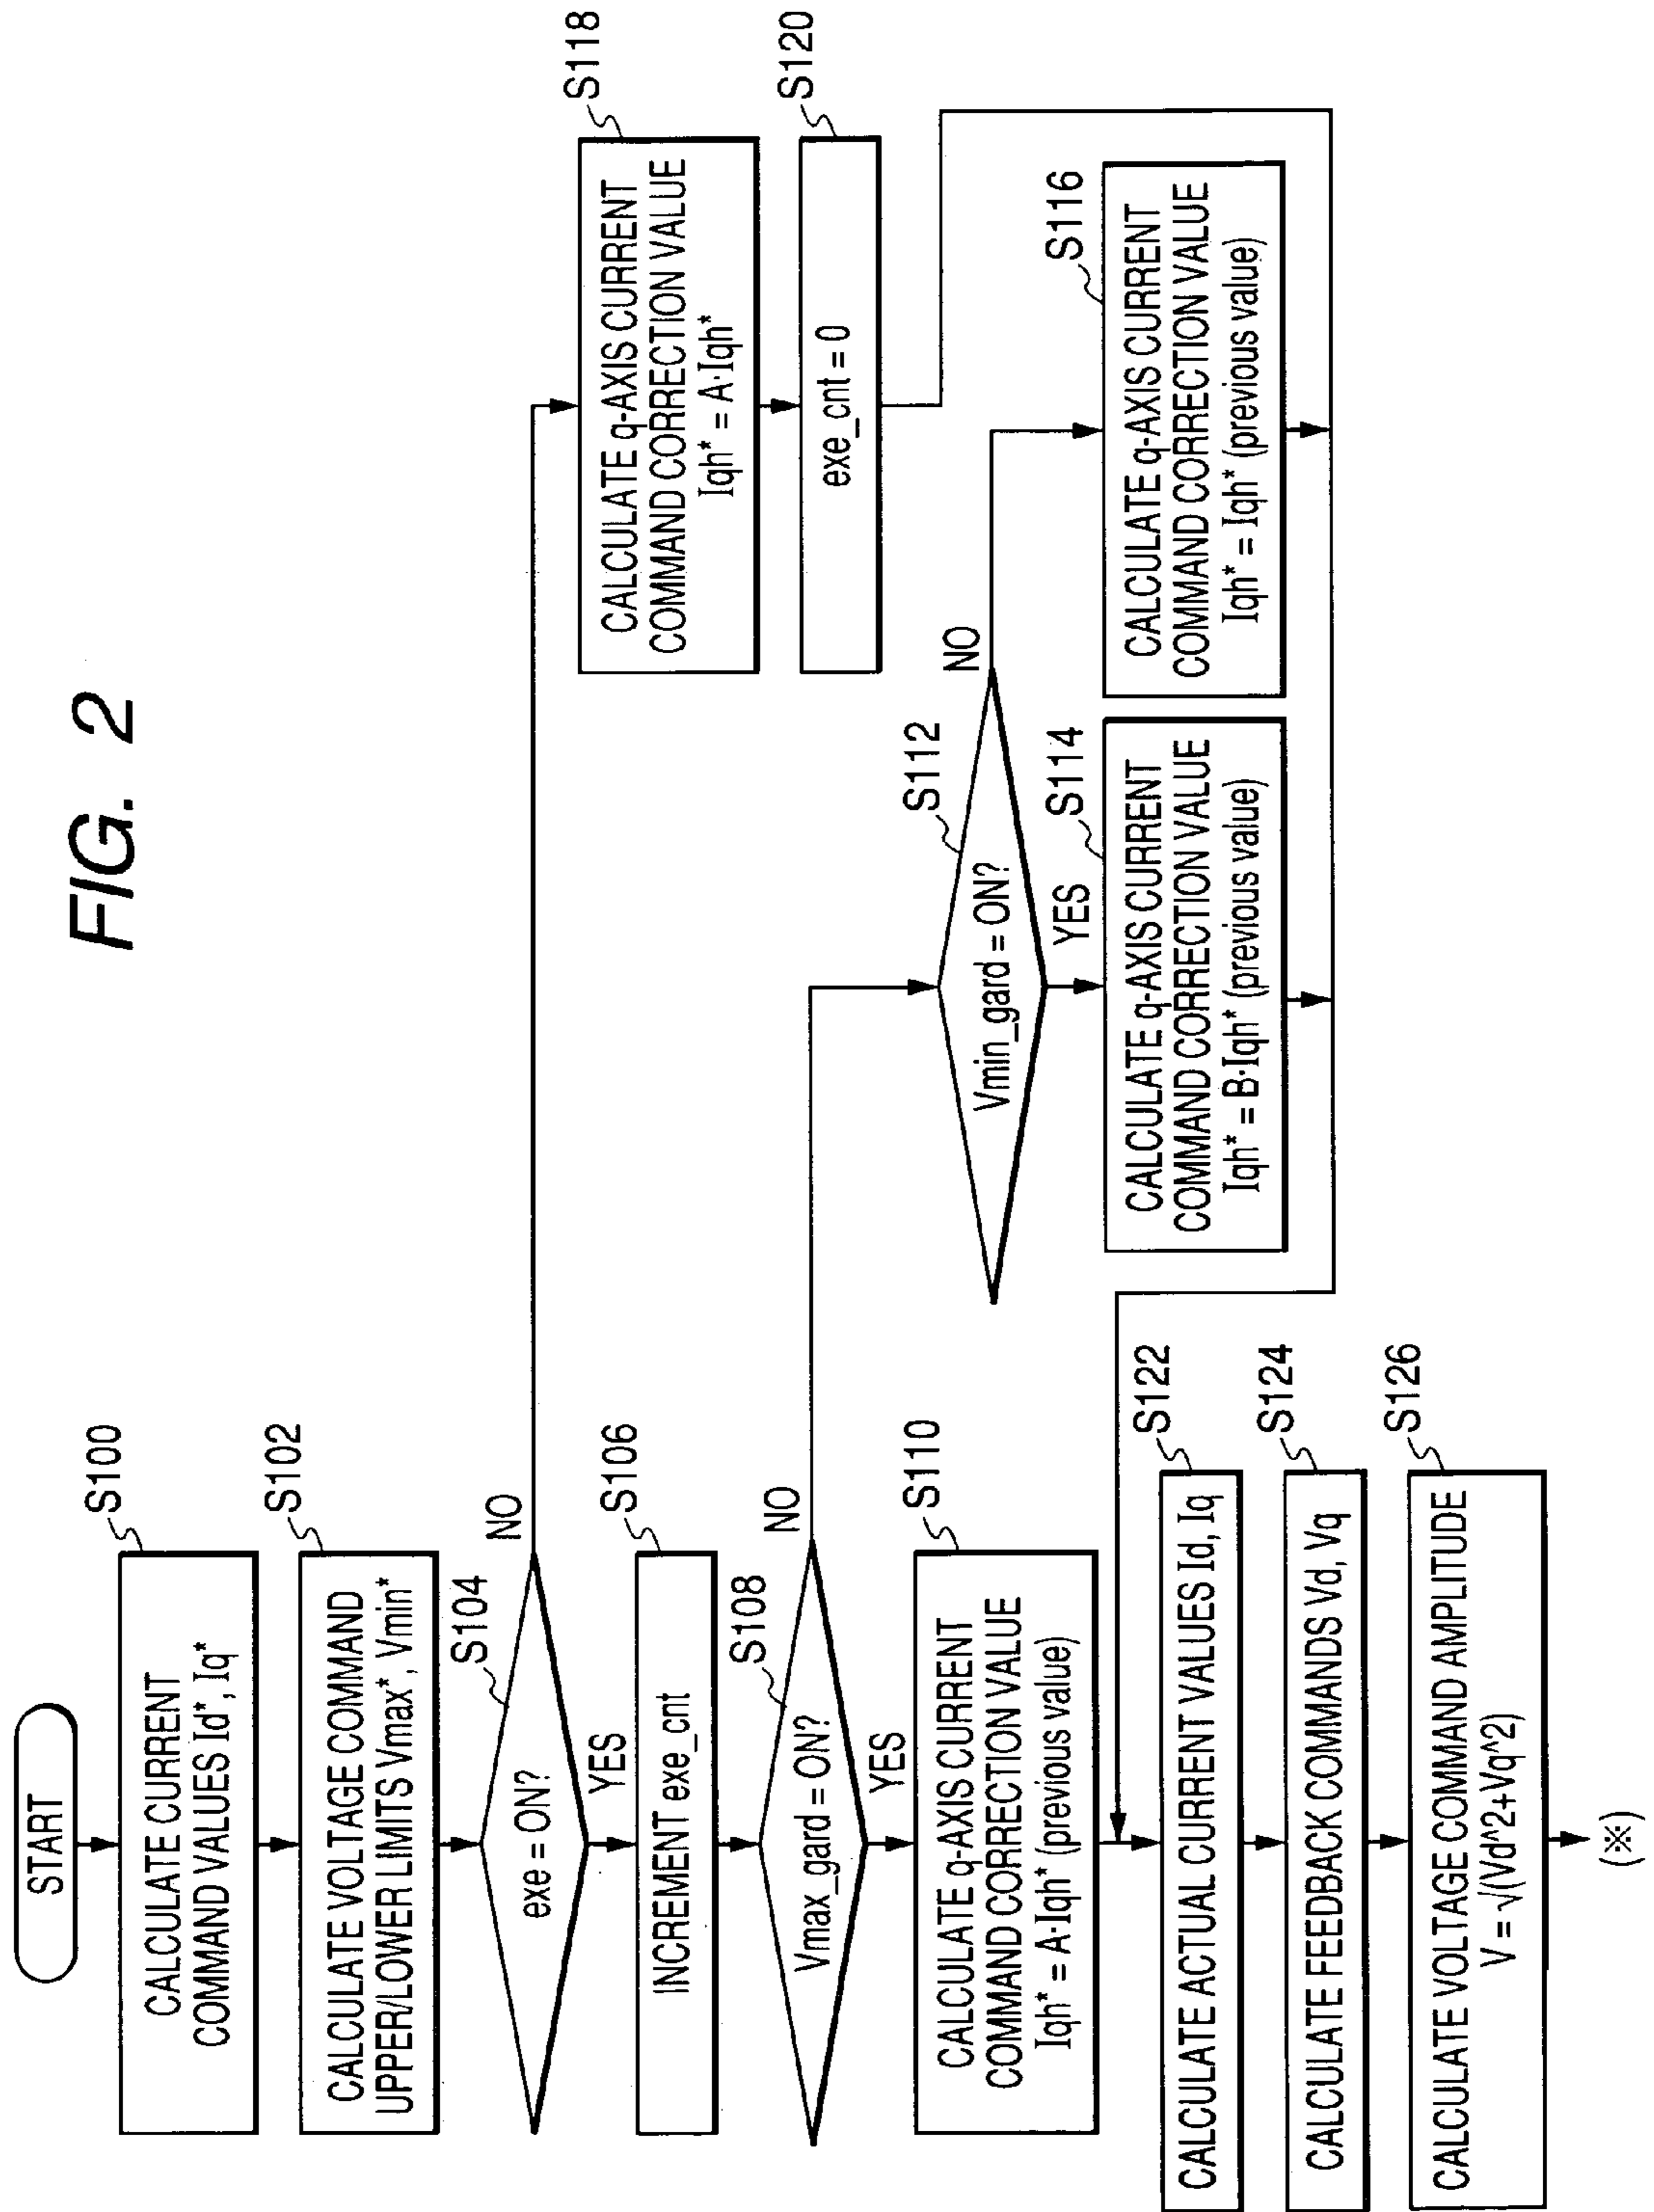 FIG. 2
START
S100
CALCULATE CURRENT
COMMAND VALUES Id*, Iq*
S102
CALCULATE VOLTAGE COMMAND
UPPER/LOWER LIMITS Vmax*, Vmin*
S104
exe = ON?
NO
YES
S106
INCREMENT exe_cnt
S108
Vmax_gard = ON?
NO
YES
S110
CALCULATE q-AXIS CURRENT
COMMAND CORRECTION VALUE
Iqh* = A·Iqh* (previous value)
S112
Vmin_gard = ON?
NO
YES
S114
CALCULATE q-AXIS CURRENT
COMMAND CORRECTION VALUE
Iqh* = B·Iqh* (previous value)
S116
CALCULATE q-AXIS CURRENT
COMMAND CORRECTION VALUE
Iqh* = Iqh* (previous value)
S118
CALCULATE q-AXIS CURRENT
COMMAND CORRECTION VALUE
Iqh* = A·Iqh*
S120
exe_cnt = 0
S122
CALCULATE ACTUAL CURRENT VALUES Id, Iq
S124
CALCULATE FEEDBACK COMMANDS Vd, Vq
S126
CALCULATE VOLTAGE COMMAND AMPLITUDE
V = √(Vd^2+Vq^2)
(※)